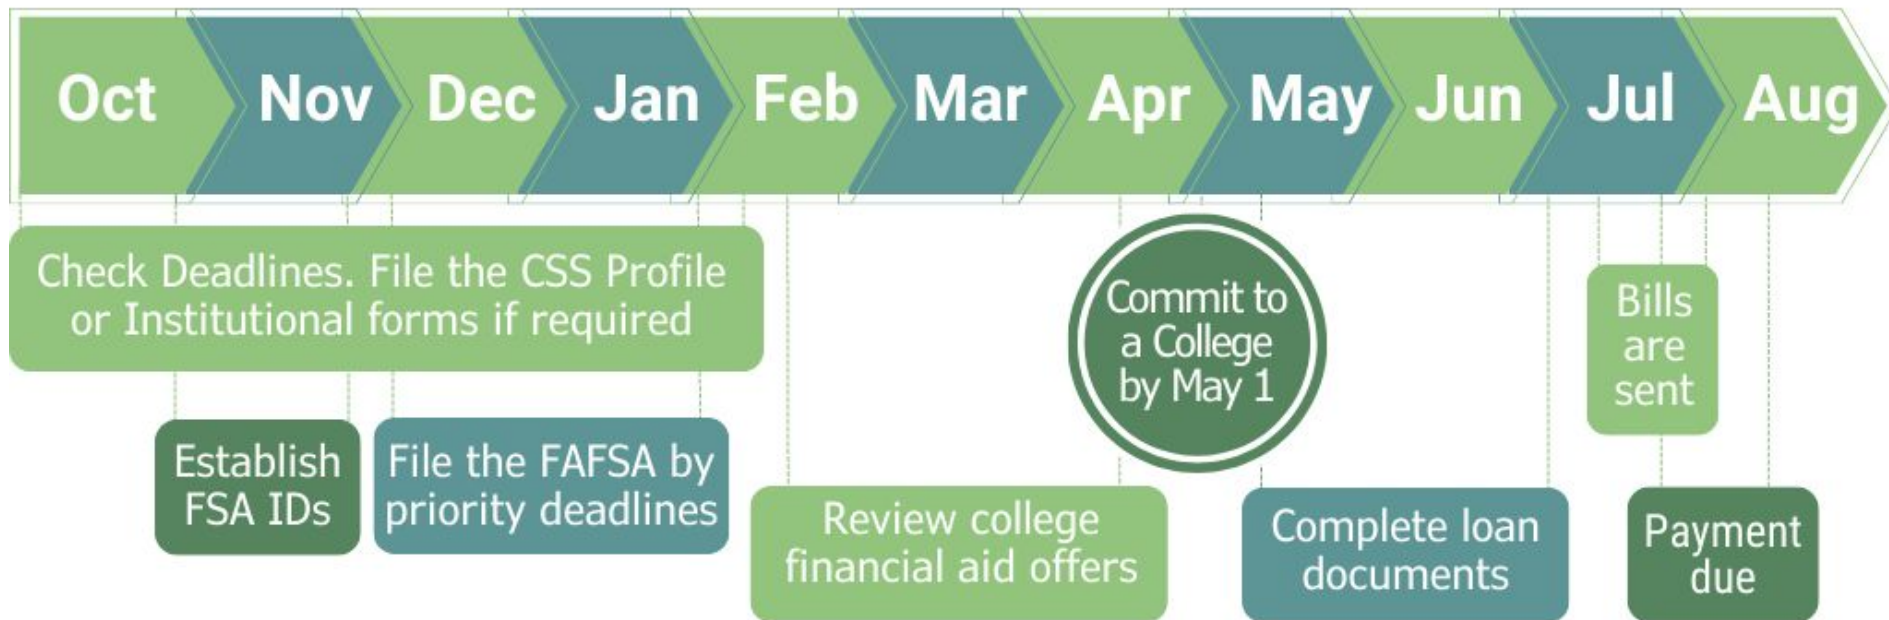 Oct Nov Dec Jan Feb Mar Apr May Jun Jul Aug
Check Deadlines. File the CSS Profile
or Institutional forms if required
Establish
FSA IDs
File the FAFSA by
priority deadlines
Review college
financial aid offers
Commit to
a College
by May 1
Complete loan
documents
Bills
are
sent
Payment
due